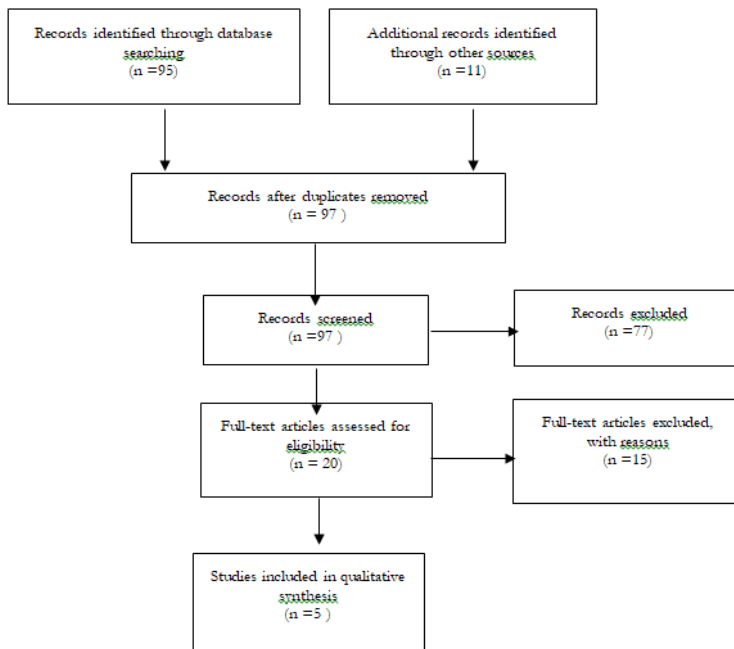 Records identified through database
searching
(n =95)
Additional records identified
through other sources
(n =11)
Records after duplicates removed
(n = 97 )
Records screened
(n =97 )
Records excluded
(n =77)
Full-text articles assessed for
eligibility
(n = 20)
Full-text articles excluded,
with reasons
(n =15)
Studies included in qualitative
synthesis
(n =5 )